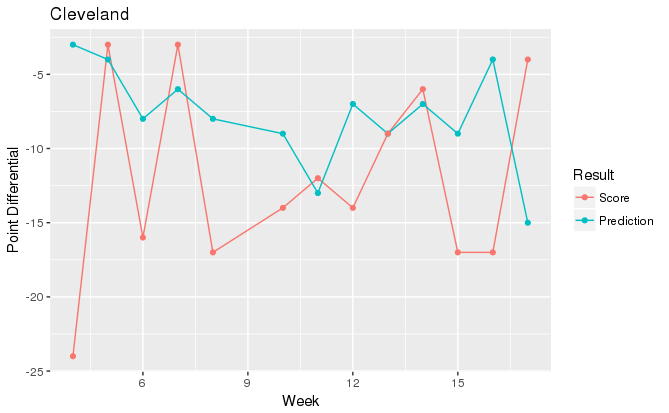 Cleveland
-5
-10
-15
-20
-25
Point Differential
6
9
12
15
Week
Result
Score
Prediction